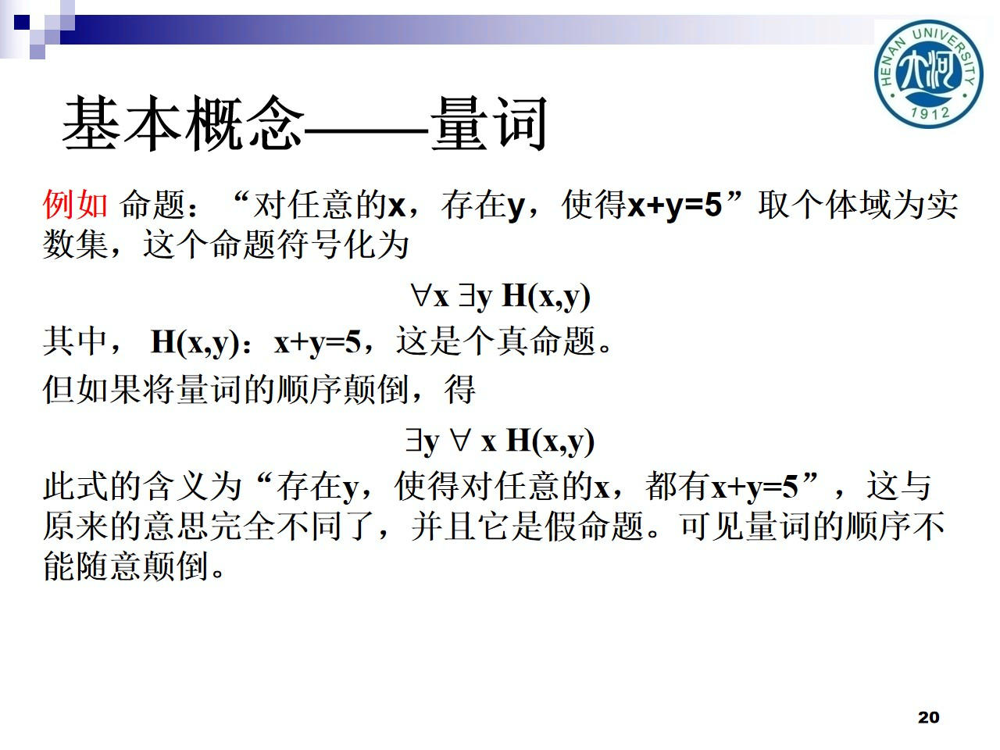 HENAN UNIVERSITY
1912
基本概念——量词
例如 命题：“对任意的x，存在y，使得x+y=5”取个体域为实
数集，这个命题符号化为
∀x ∃y H(x,y)
其中， H(x,y)：x+y=5，这是个真命题。
但如果将量词的顺序颠倒，得
∃y ∀ x H(x,y)
此式的含义为“存在y，使得对任意的x，都有x+y=5”，这与
原来的意思完全不同了，并且它是假命题。可见量词的顺序不
能随意颠倒。
20